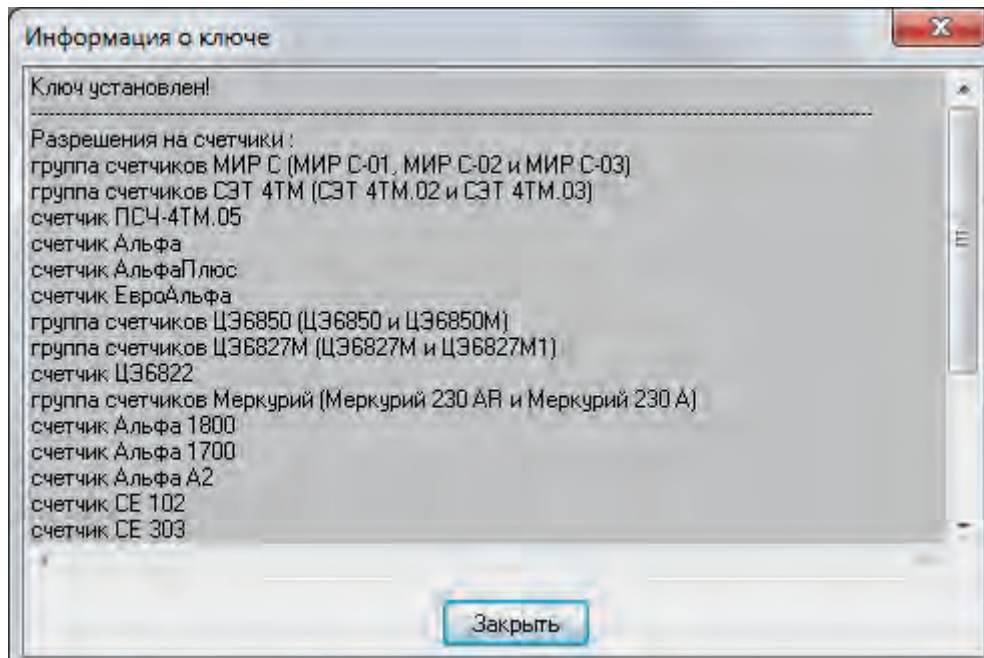 Информация о ключе
Ключ установлен!
Разрешения на счетчики :
группа счетчиков МИР С (МИР С-01, МИР С-02 и МИР С-03)
группа счетчиков СЭТ 4ТМ (СЭТ 4ТМ.02 и СЭТ 4ТМ.03)
счетчик ПСЧ-4ТМ.05
счетчик Альфа
счетчик АльфаПлюс
счетчик ЕвроАльфа
группа счетчиков ЦЭ6850 (ЦЭ6850 и ЦЭ6850М)
группа счетчиков ЦЭ6827М (ЦЭ6827М и ЦЭ6827М1)
счетчик ЦЭ6822
группа счетчиков Меркурий (Меркурий 230 AR и Меркурий 230 A)
счетчик Альфа 1800
счетчик Альфа 1700
счетчик Альфа А2
счетчик СЕ 102
счетчик СЕ 303
Закрыть